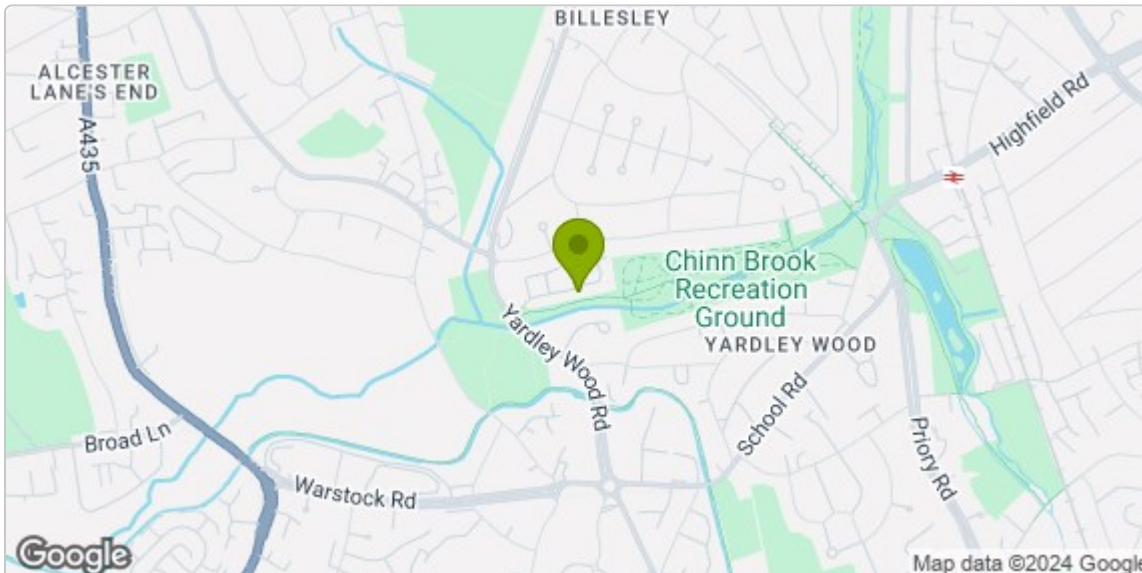 BILLESLEY
ALCESTER
LANE'S END
A435
Highfield Rd
Chinn Brook
Recreation
Ground
YARDLEY WOOD
Yardley Wood Rd
School Rd
Broad Ln
Priory Rd
Warstock Rd
Google
Map data ©2024 Google